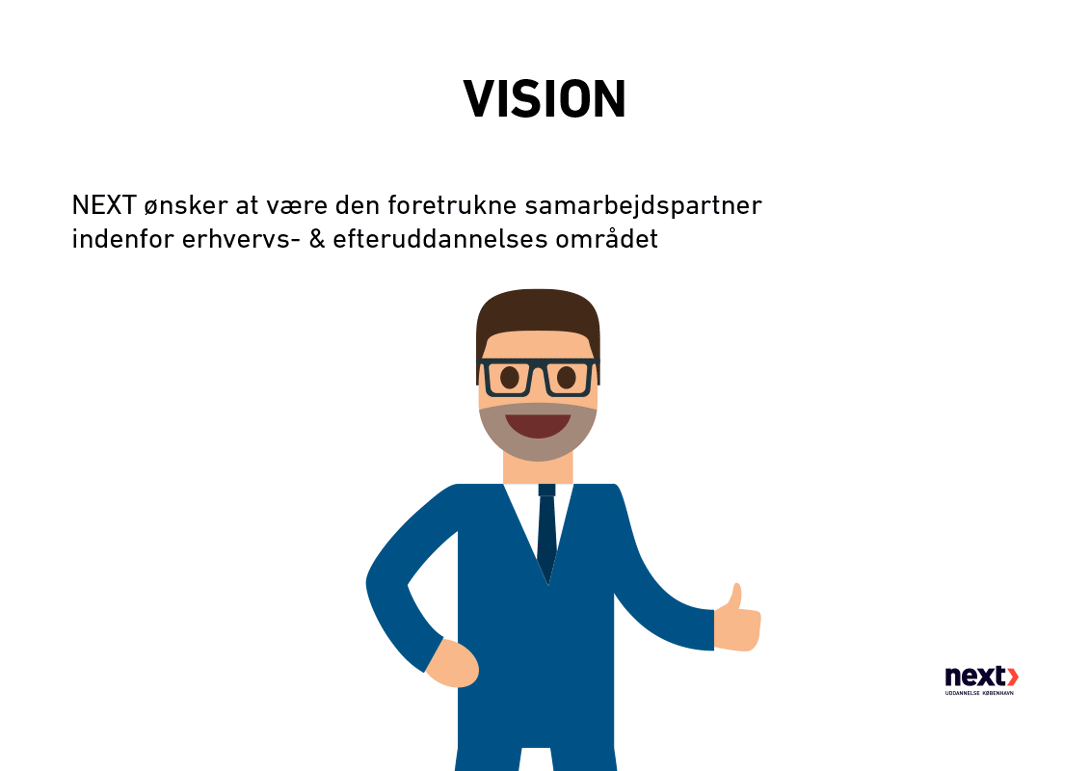 VISION
NEXT ønsker at være den foretrukne samarbejdspartner
indenfor erhvervs- & efteruddannelses området
next
UDDANNELSE KØBENHAVN